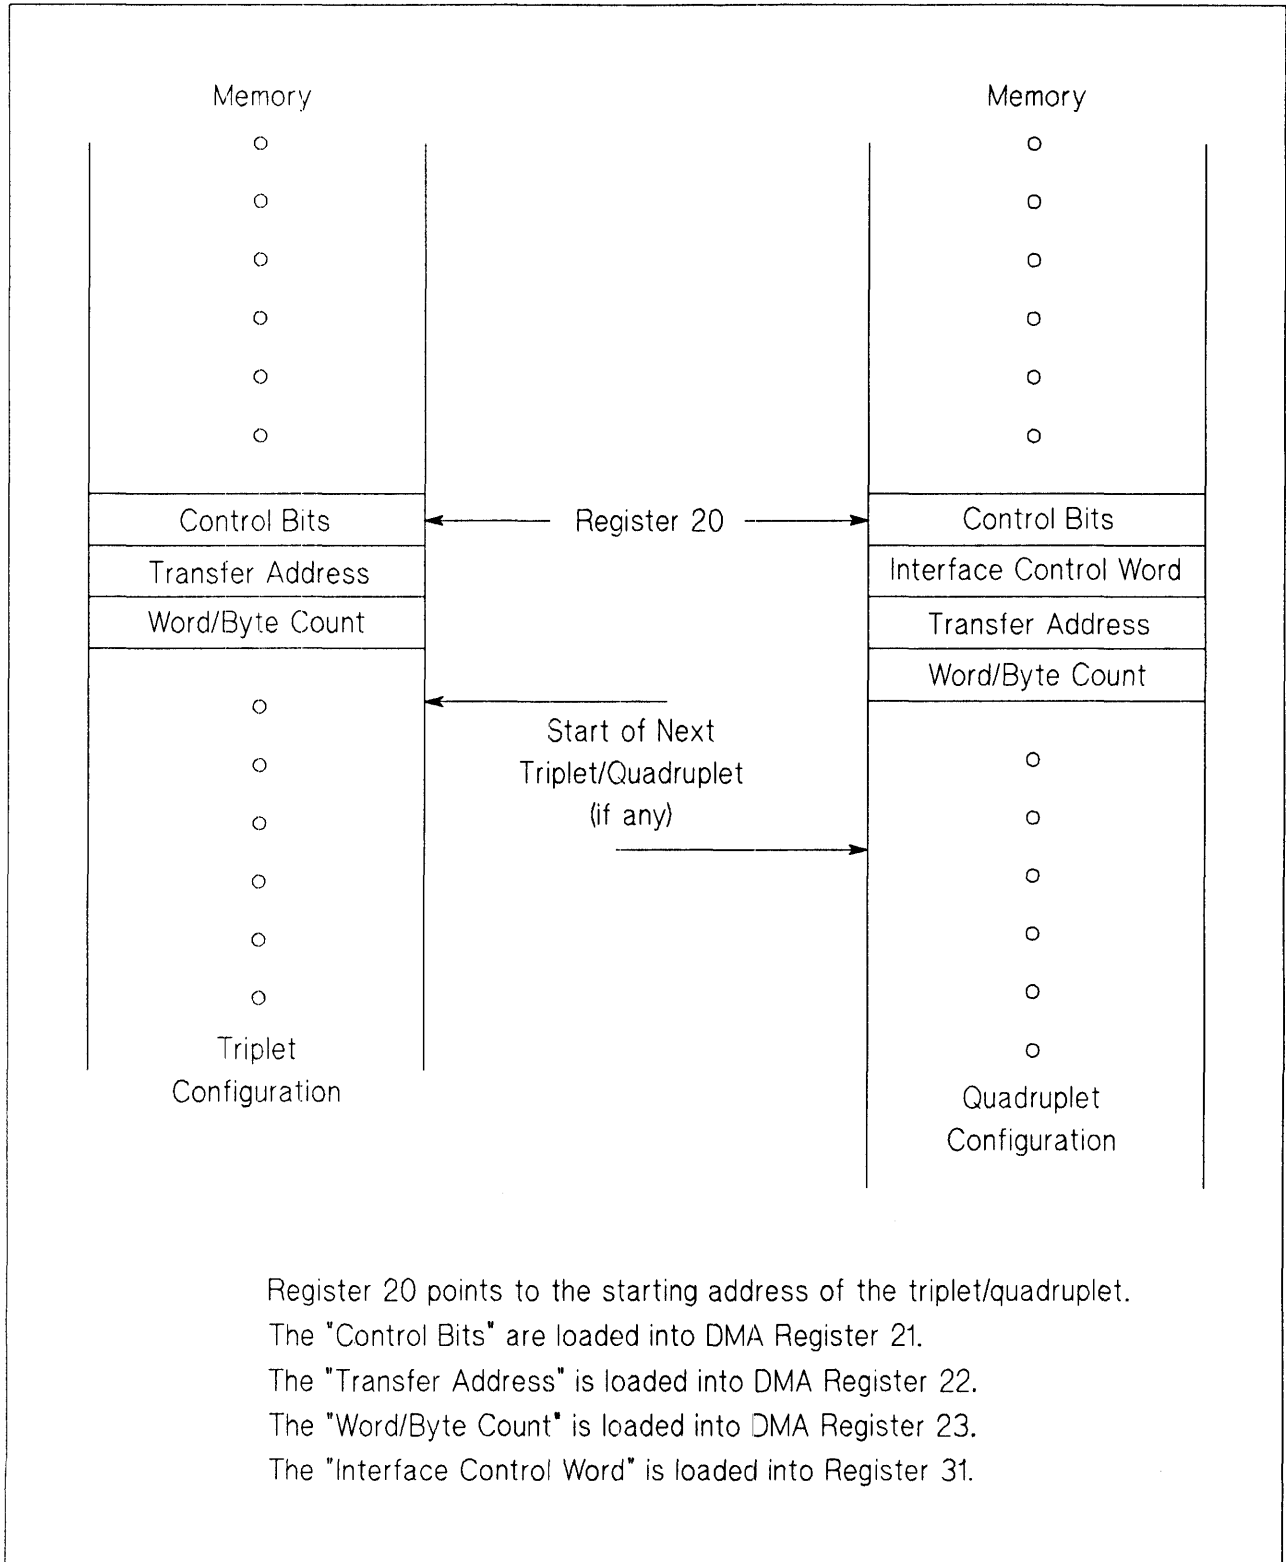 Memory
Control Bits
Transfer Address
Word/Byte Count
Triplet
Configuration
Register 20
Start of Next
Triplet/Quadruplet
(if any)
Memory
Control Bits
Interface Control Word
Transfer Address
Word/Byte Count
Quadruplet
Configuration
Register 20 points to the starting address of the triplet/quadruplet.
The "Control Bits" are loaded into DMA Register 21.
The "Transfer Address" is loaded into DMA Register 22.
The "Word/Byte Count" is loaded into DMA Register 23.
The "Interface Control Word" is loaded into Register 31.